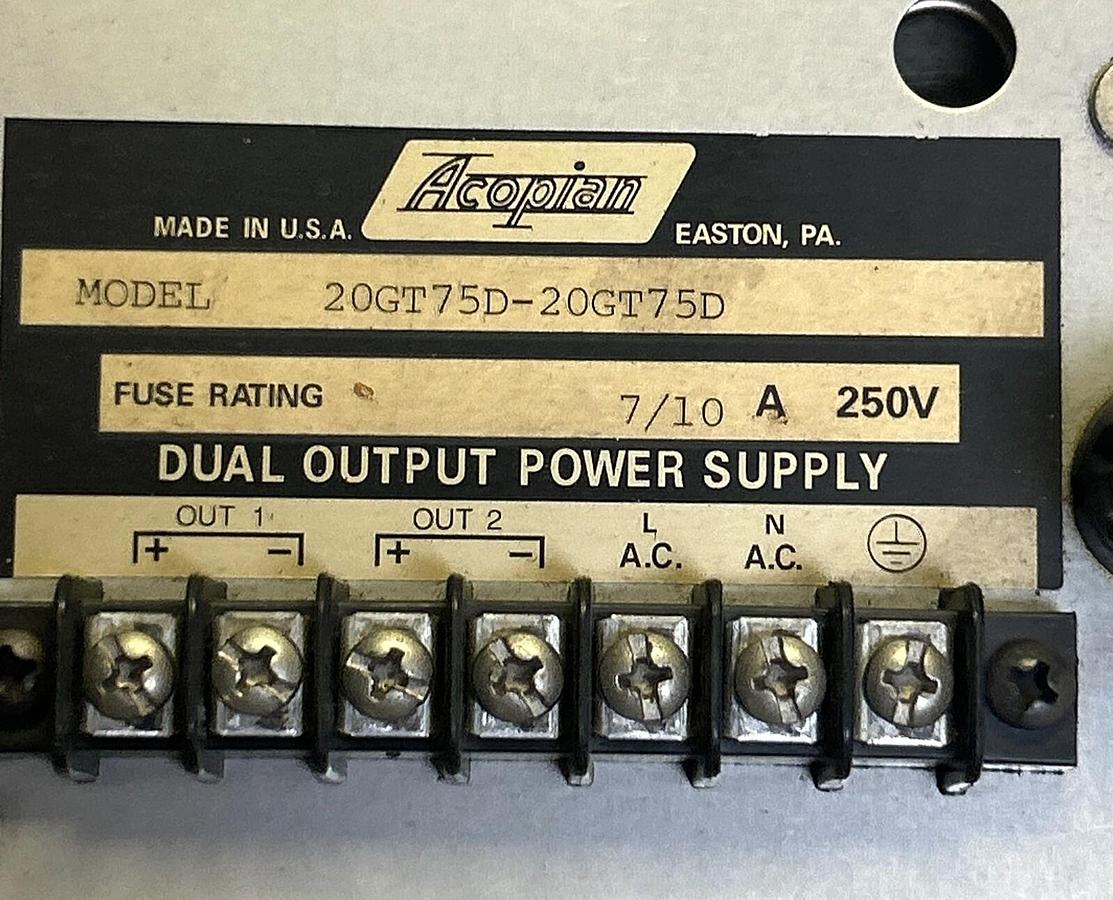 Acopian
MADE IN U.S.A. EASTON, PA.
MODEL 20GT75D-20GT75D
FUSE RATING 7/10 A 250V
DUAL OUTPUT POWER SUPPLY
OUT 1 OUT 2 L N
+ − + − A.C. A.C.